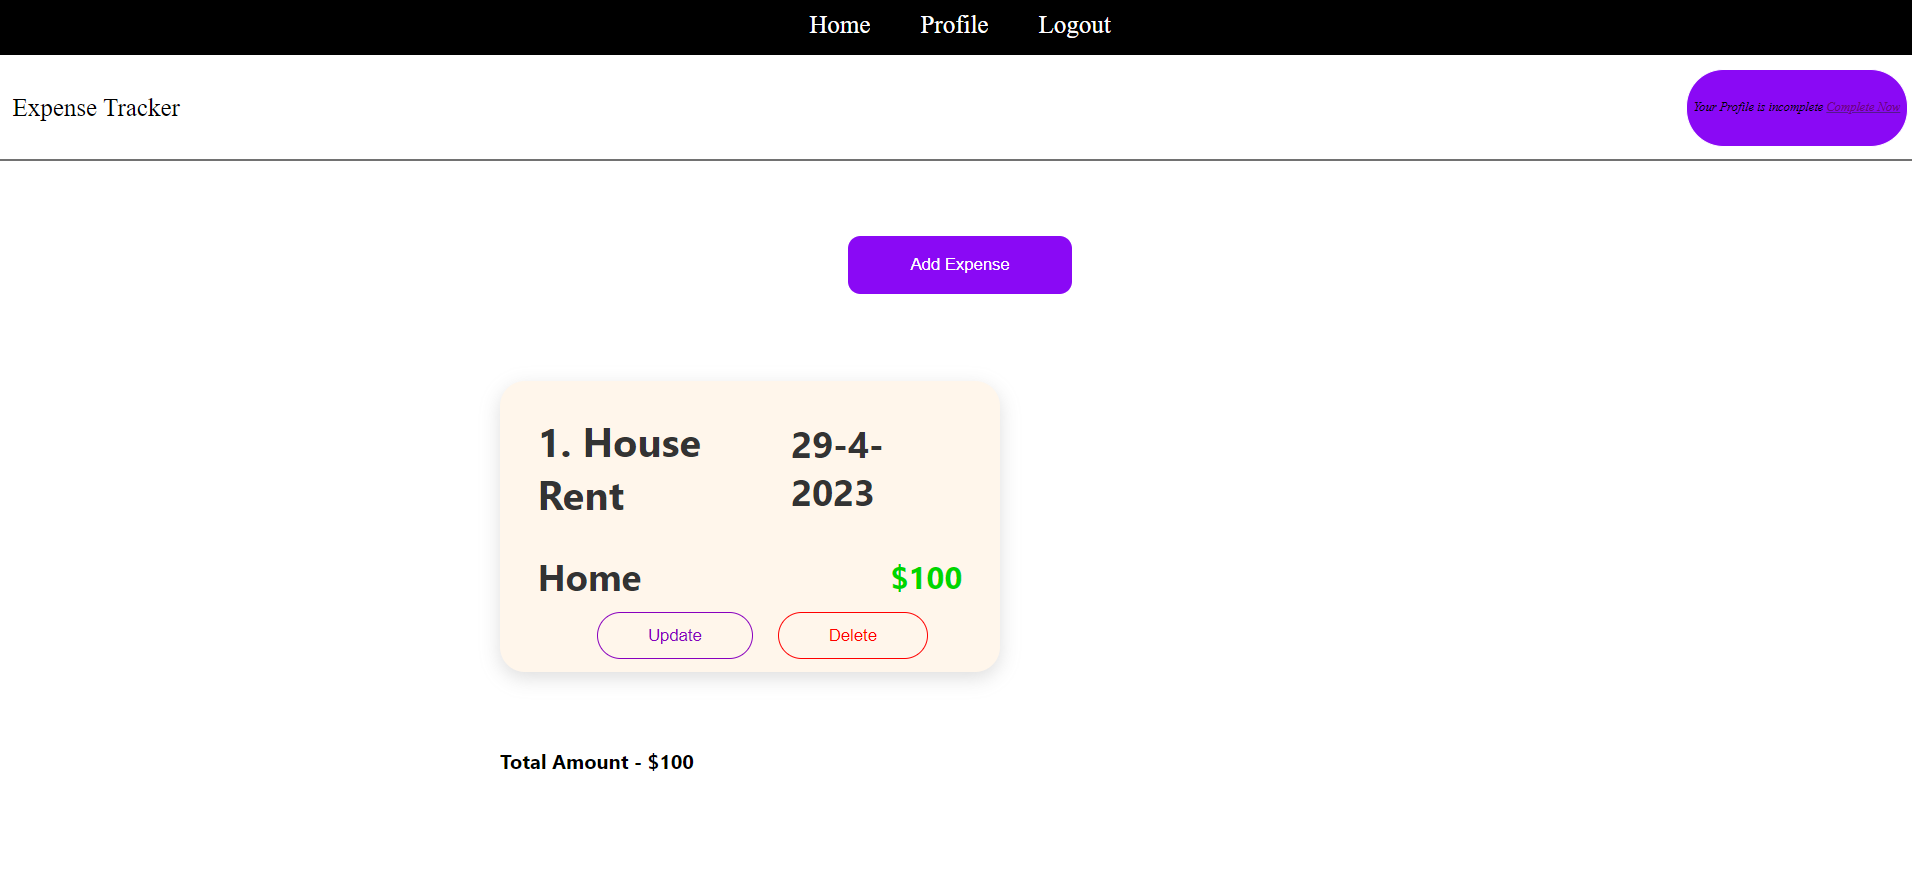 Home Profile Logout
Expense Tracker
Your Profile is incomplete Complete Now
Add Expense
1. House
Rent
29-4-
2023
Home
$100
Update
Delete
Total Amount - $100